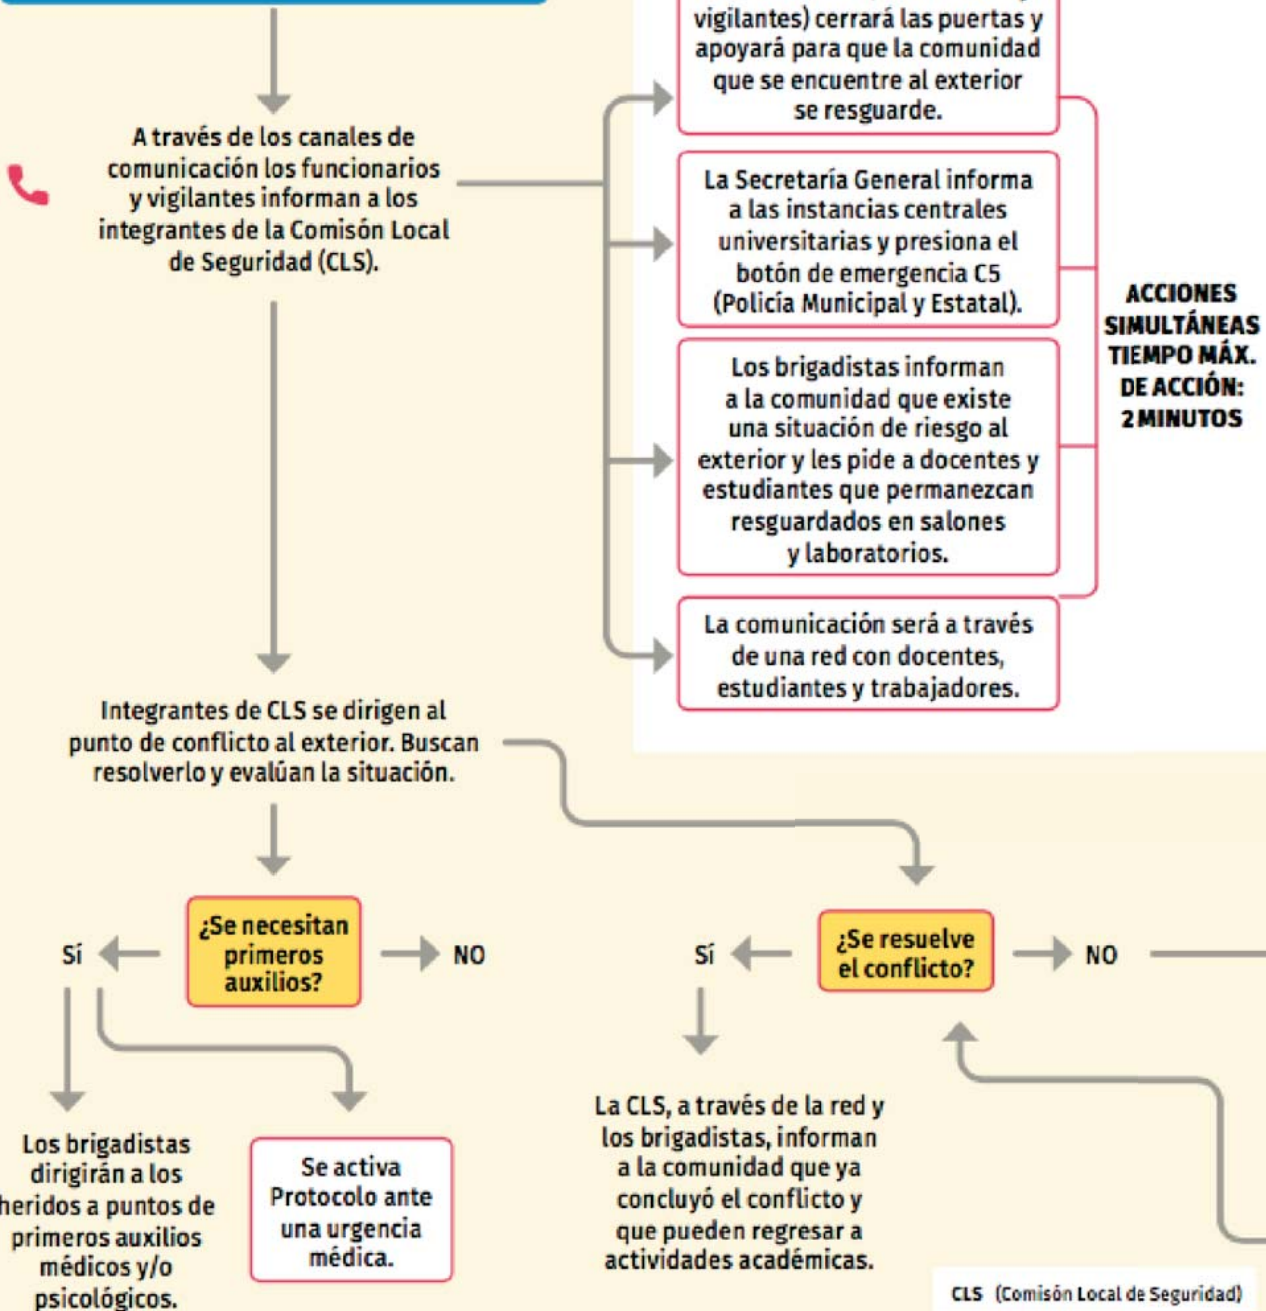 vigilantes) cerrará las puertas y
apoyará para que la comunidad
que se encuentre al exterior
se resguarde.
A través de los canales de
comunicación los funcionarios
y vigilantes informan a los
integrantes de la Comisón Local
de Seguridad (CLS).
La Secretaría General informa
a las instancias centrales
universitarias y presiona el
botón de emergencia C5
(Policía Municipal y Estatal).
Los brigadistas informan
a la comunidad que existe
una situación de riesgo al
exterior y les pide a docentes y
estudiantes que permanezcan
resguardados en salones
y laboratorios.
La comunicación será a través
de una red con docentes,
estudiantes y trabajadores.
ACCIONES
SIMULTÁNEAS
TIEMPO MÁX.
DE ACCIÓN:
2 MINUTOS
Integrantes de CLS se dirigen al
punto de conflicto al exterior. Buscan
resolverlo y evalúan la situación.
¿Se necesitan
primeros
auxilios?
SÍ
NO
Los brigadistas
dirigirán a los
heridos a puntos de
primeros auxilios
médicos y/o
psicológicos.
Se activa
Protocolo ante
una urgencia
médica.
¿Se resuelve
el conflicto?
SÍ
NO
La CLS, a través de la red y
los brigadistas, informan
a la comunidad que ya
concluyó el conflicto y
que pueden regresar a
actividades académicas.
CLS (Comisón Local de Seguridad)